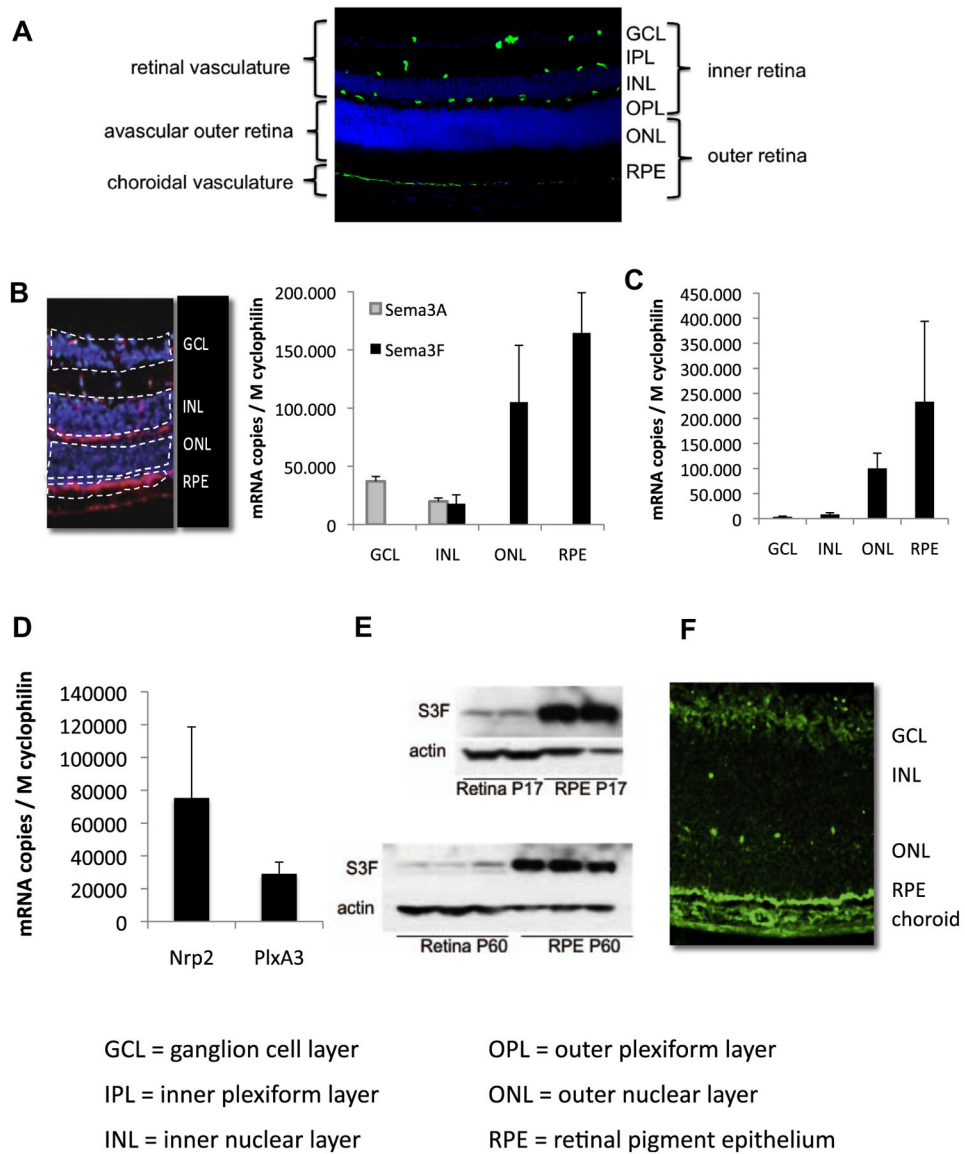 A
retinal vasculature
avascular outer retina
choroidal vasculature
GCL
IPL
INL
OPL
ONL
RPE
inner retina
outer retina
B
GCL
INL
ONL
RPE
mRNA copies / M cyclophilin
200.000
150.000
100.000
50.000
0
Sema3A
Sema3F
GCL INL ONL RPE
C
mRNA copies / M cyclophilin
450.000
400.000
350.000
300.000
250.000
200.000
150.000
100.000
50.000
0
GCL INL ONL RPE
D
mRNA copies / M cyclophilin
140000
120000
100000
80000
60000
40000
20000
0
Nrp2 PlxA3
E
S3F
actin
Retina P17 RPE P17
S3F
actin
Retina P60 RPE P60
F
GCL
INL
ONL
RPE
choroid
GCL = ganglion cell layer
IPL = inner plexiform layer
INL = inner nuclear layer
OPL = outer plexiform layer
ONL = outer nuclear layer
RPE = retinal pigment epithelium